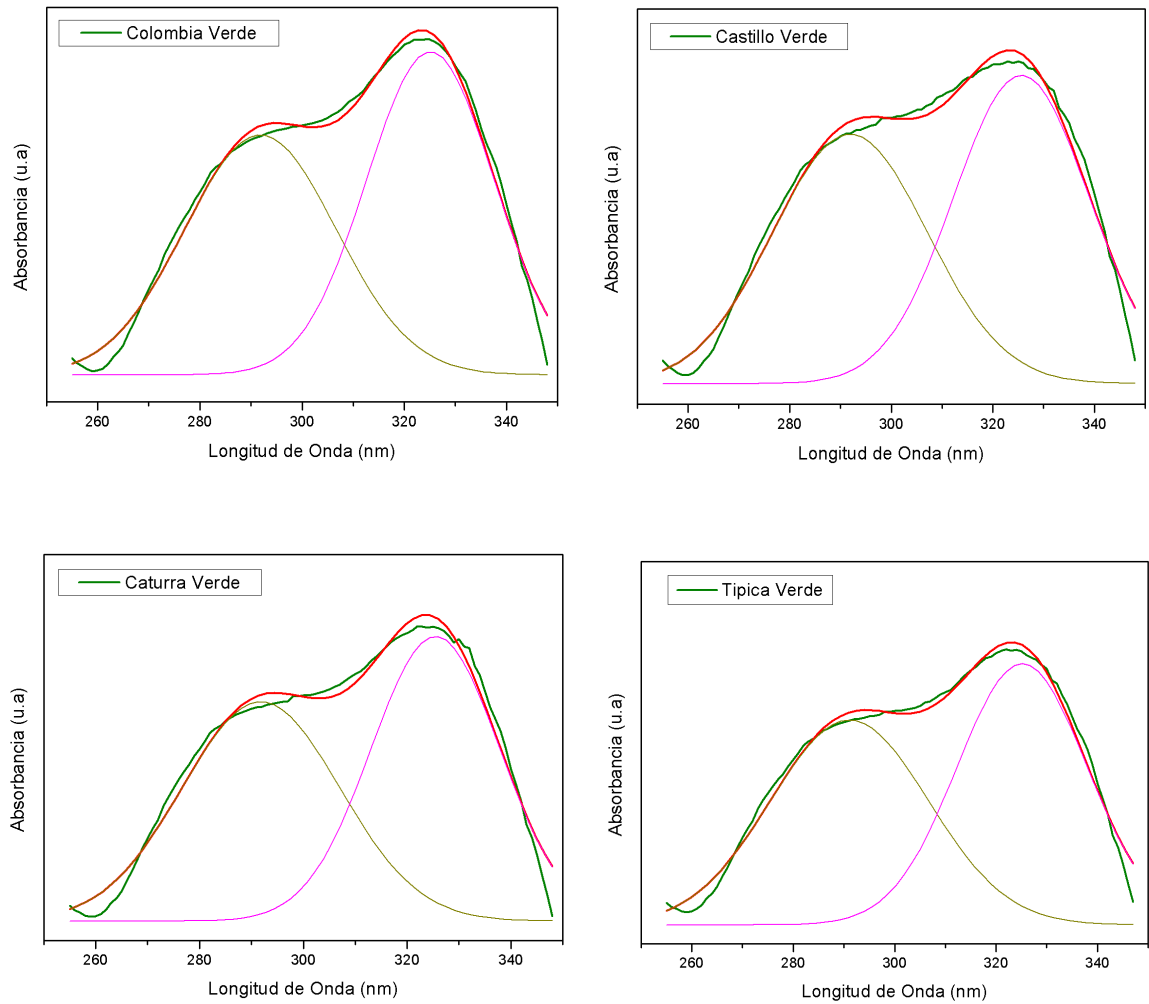 Colombia Verde
Absorbancia (u.a)
260 280 300 320 340
Longitud de Onda (nm)
Castillo Verde
Absorbancia (u.a)
260 280 300 320 340
Longitud de Onda (nm)
Caturra Verde
Absorbancia (u.a)
260 280 300 320 340
Longitud de Onda (nm)
Tipica Verde
Absorbancia (u.a)
260 280 300 320 340
Longitud de Onda (nm)